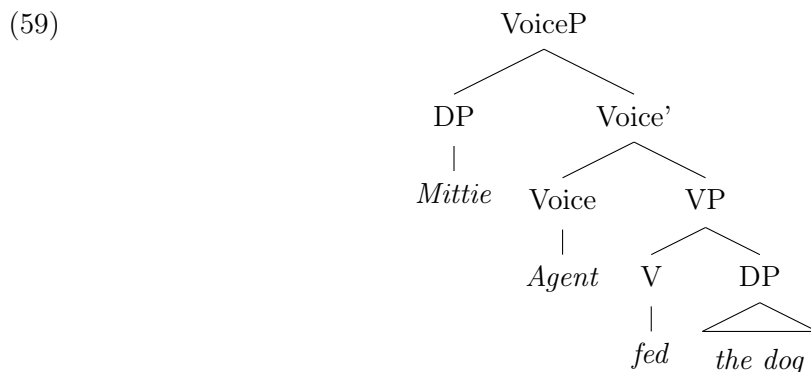 (59)
VoiceP
DP Voice'
Mittie Voice VP
Agent V DP
fed the dog